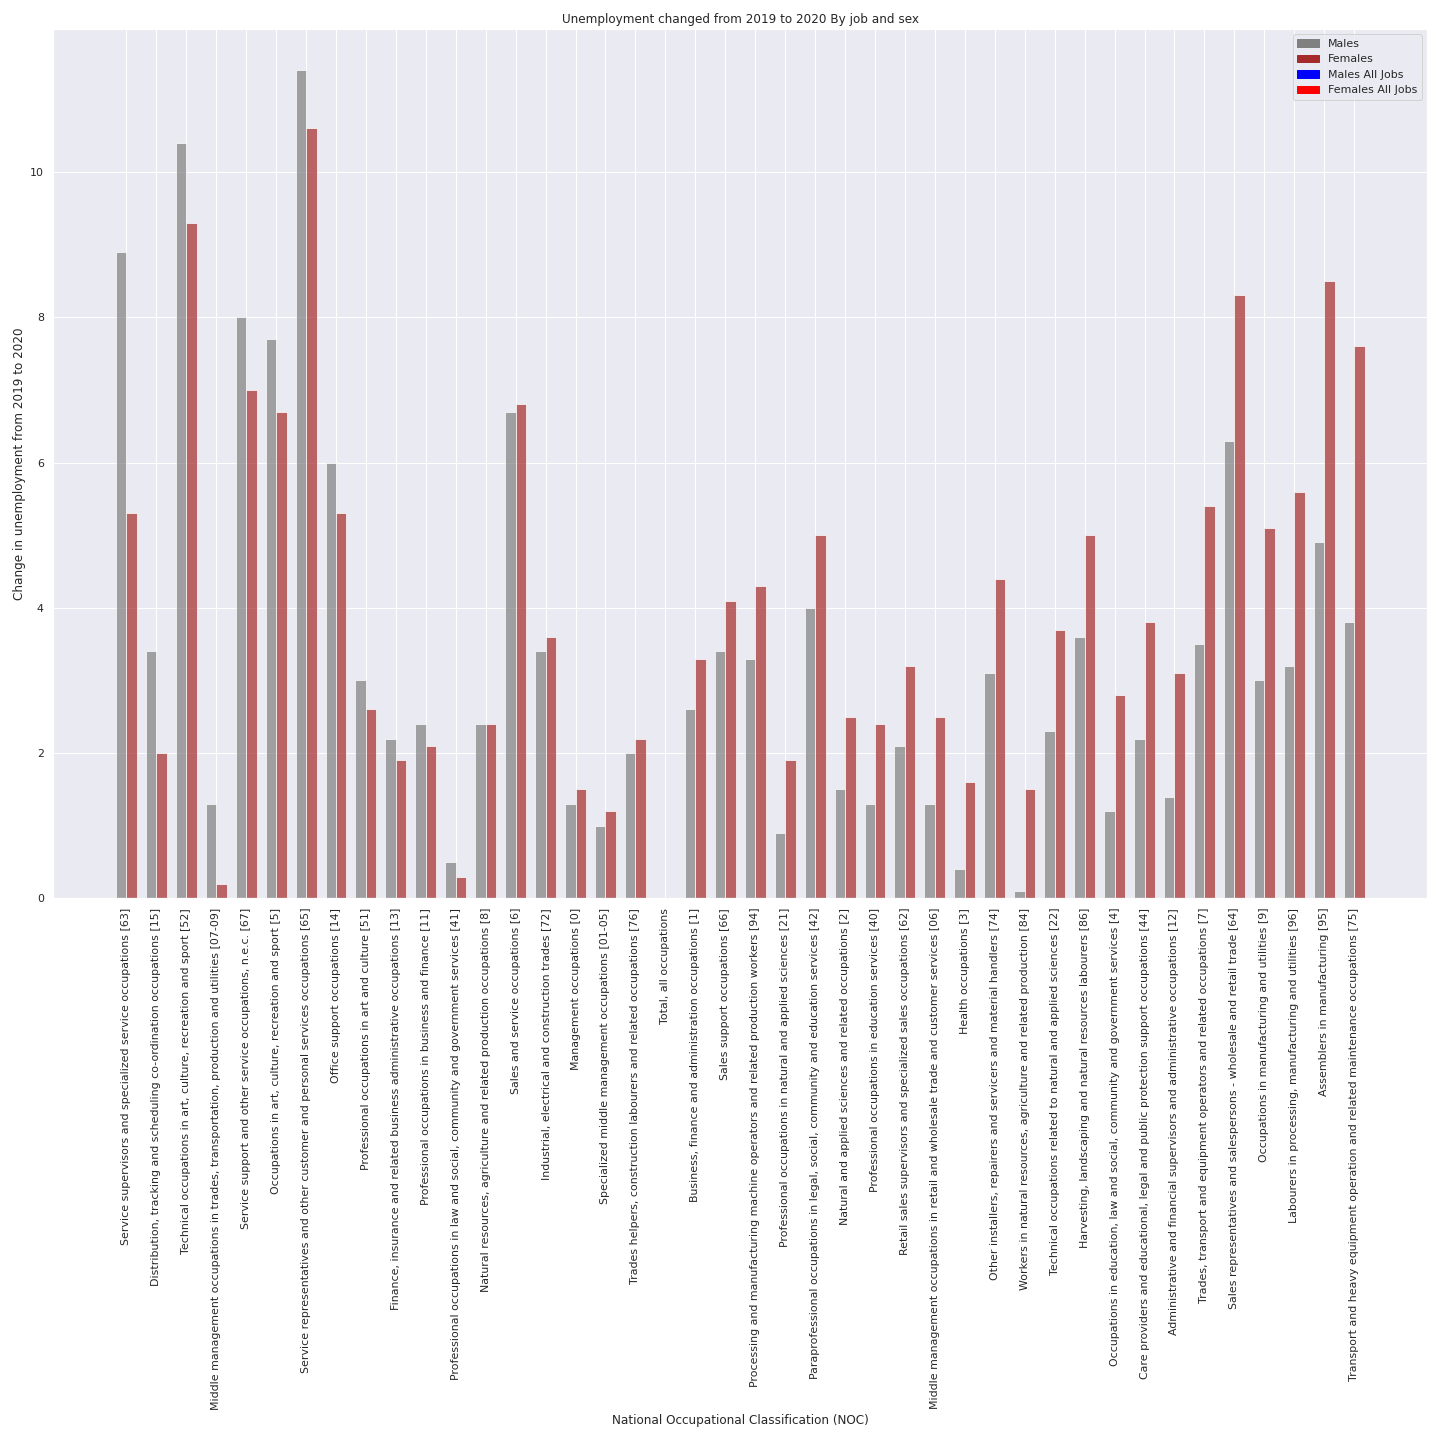 Unemployment changed from 2019 to 2020 By job and sex
Males
Females
Males All Jobs
Females All Jobs
Change in unemployment from 2019 to 2020
10
8
6
4
2
0
Service supervisors and specialized service occupations [63]
Distribution, tracking and scheduling co-ordination occupations [15]
Technical occupations in art, culture, recreation and sport [52]
Middle management occupations in trades, transportation, production and utilities [07-09]
Service support and other service occupations, n.e.c. [67]
Occupations in art, culture, recreation and sport [5]
Service representatives and other customer and personal services occupations [65]
Office support occupations [14]
Professional occupations in art and culture [51]
Finance, insurance and related business administrative occupations [13]
Professional occupations in business and finance [11]
Professional occupations in law and social, community and government services [41]
Natural resources, agriculture and related production occupations [8]
Sales and service occupations [6]
Industrial, electrical and construction trades [72]
Management occupations [0]
Specialized middle management occupations [01-05]
Trades helpers, construction labourers and related occupations [76]
Total, all occupations
Business, finance and administration occupations [1]
Sales support occupations [66]
Processing and manufacturing machine operators and related production workers [94]
Professional occupations in natural and applied sciences [21]
Paraprofessional occupations in legal, social, community and education services [42]
Natural and applied sciences and related occupations [2]
Professional occupations in education services [40]
Retail sales supervisors and specialized sales occupations [62]
Middle management occupations in retail and wholesale trade and customer services [06]
Health occupations [3]
Other installers, repairers and servicers and material handlers [74]
Workers in natural resources, agriculture and related production [84]
Technical occupations related to natural and applied sciences [22]
Harvesting, landscaping and natural resources labourers [86]
Occupations in education, law and social, community and government services [4]
Care providers and educational, legal and public protection support occupations [44]
Administrative and financial supervisors and administrative occupations [12]
Trades, transport and equipment operators and related occupations [7]
Sales representatives and salespersons - wholesale and retail trade [64]
Occupations in manufacturing and utilities [9]
Labourers in processing, manufacturing and utilities [96]
Assemblers in manufacturing [95]
Transport and heavy equipment operation and related maintenance occupations [75]
National Occupational Classification (NOC)